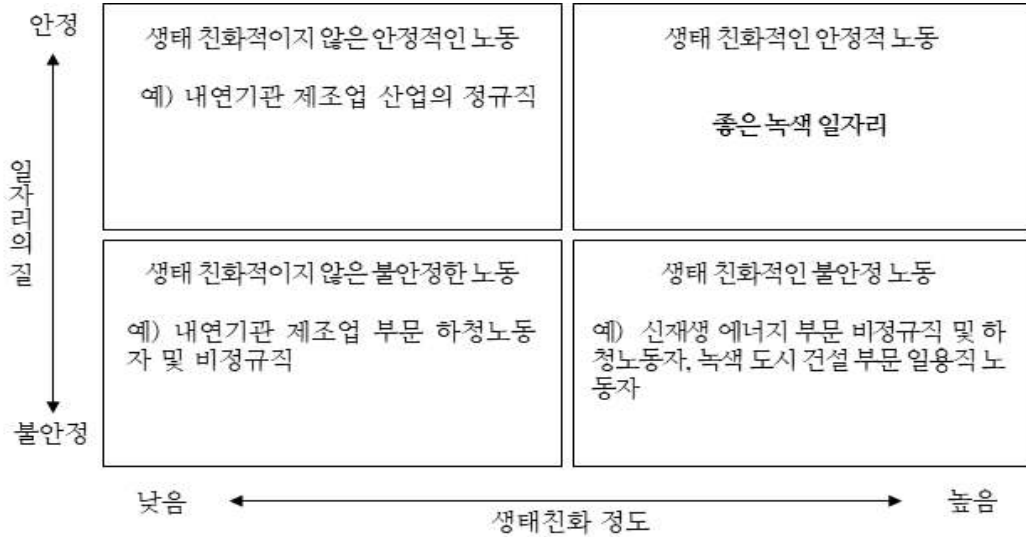 안정
생태 친화적이지 않은 안정적인 노동
예) 내연기관 제조업 산업의 정규직
생태 친화적인 안정적 노동
좋은 녹색 일자리
일자리의 질
생태 친화적이지 않은 불안정한 노동
예) 내연기관 제조업 부문 하청노동
자 및 비정규직
생태 친화적인 불안정 노동
예) 신재생 에너지 부문 비정규직 및 하
청노동자, 녹색 도시 건설 부문 일용직 노
동자
불안정
낮음
생태친화 정도
높음